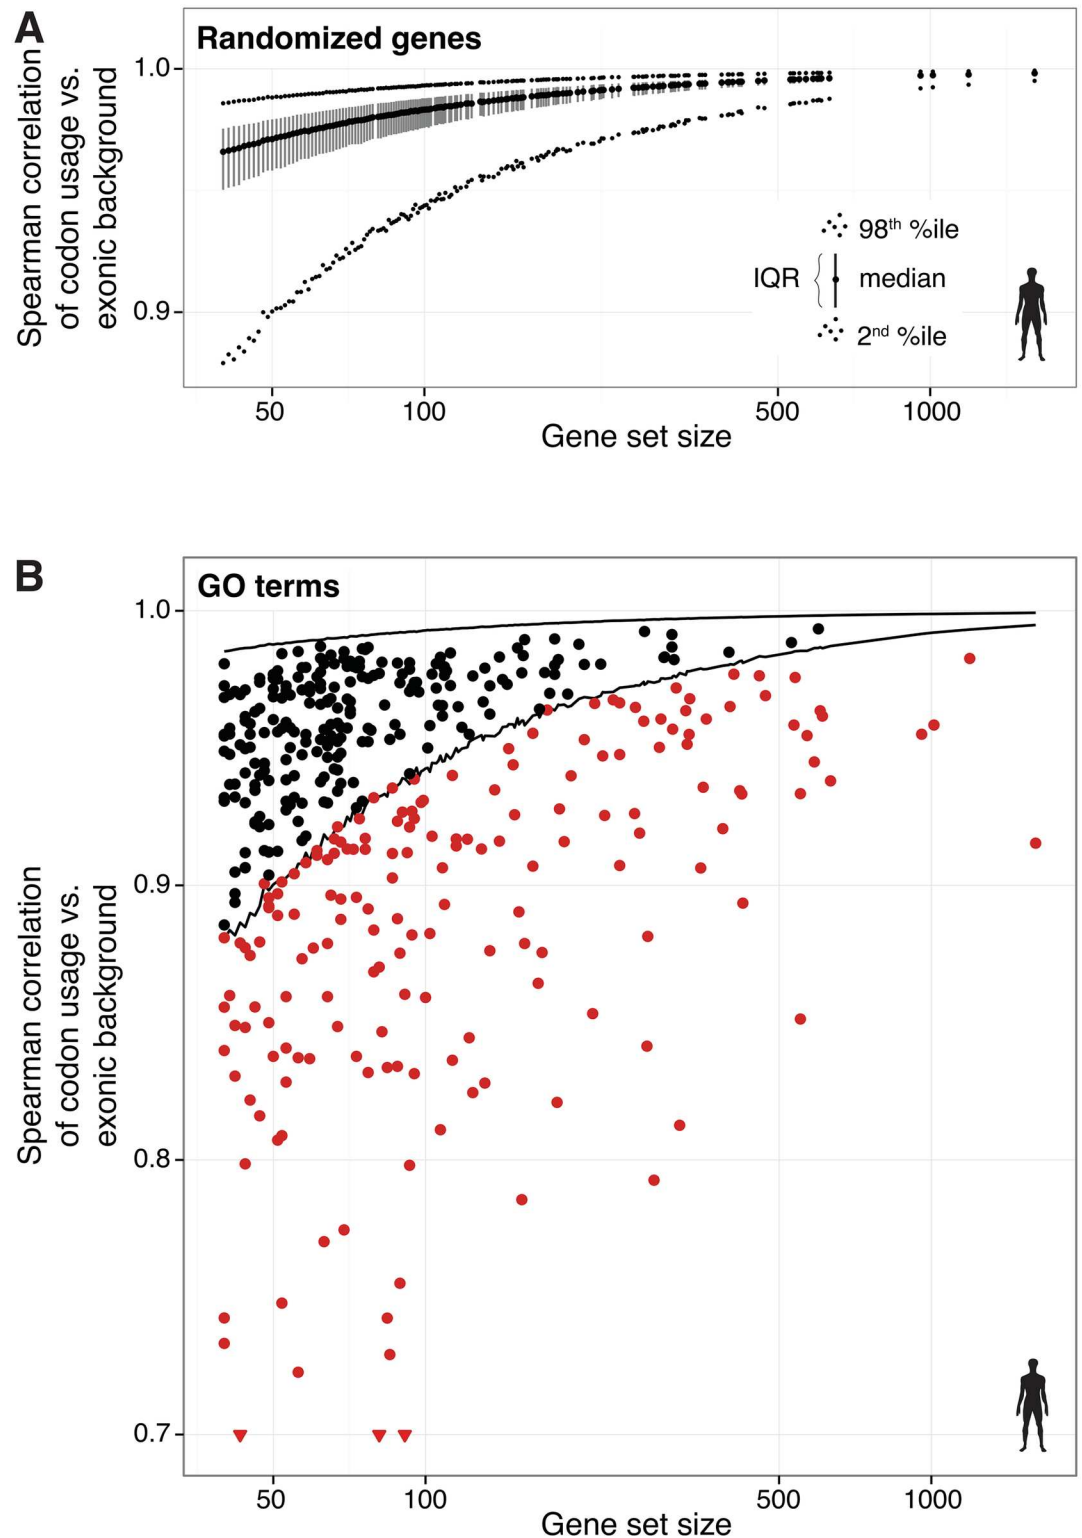 A
Randomized genes
Spearman correlation
of codon usage vs.
exonic background
1.0
0.9
98th %ile
IQR { median
2nd %ile
50 100 500 1000
Gene set size
B
GO terms
Spearman correlation
of codon usage vs.
exonic background
1.0
0.9
0.8
0.7
50 100 500 1000
Gene set size